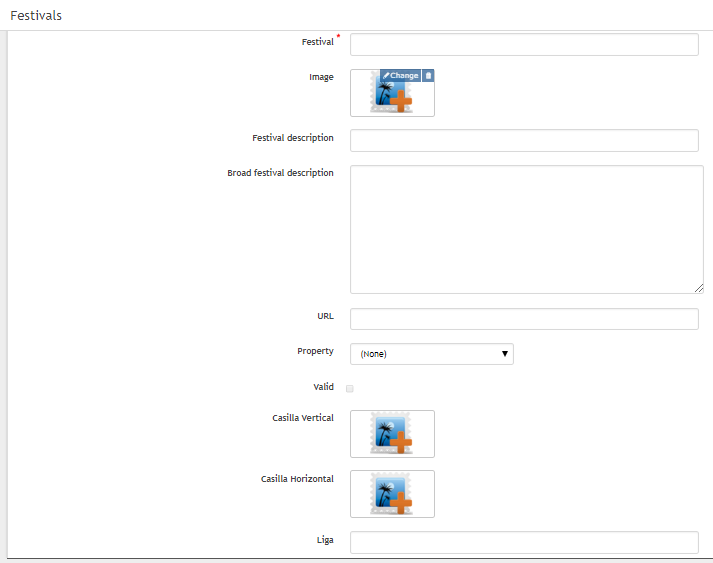 Festivals
Festival *
Image
Change
Festival description
Broad festival description
URL
Property
(None)
Valid
Casilla Vertical
Casilla Horizontal
Liga